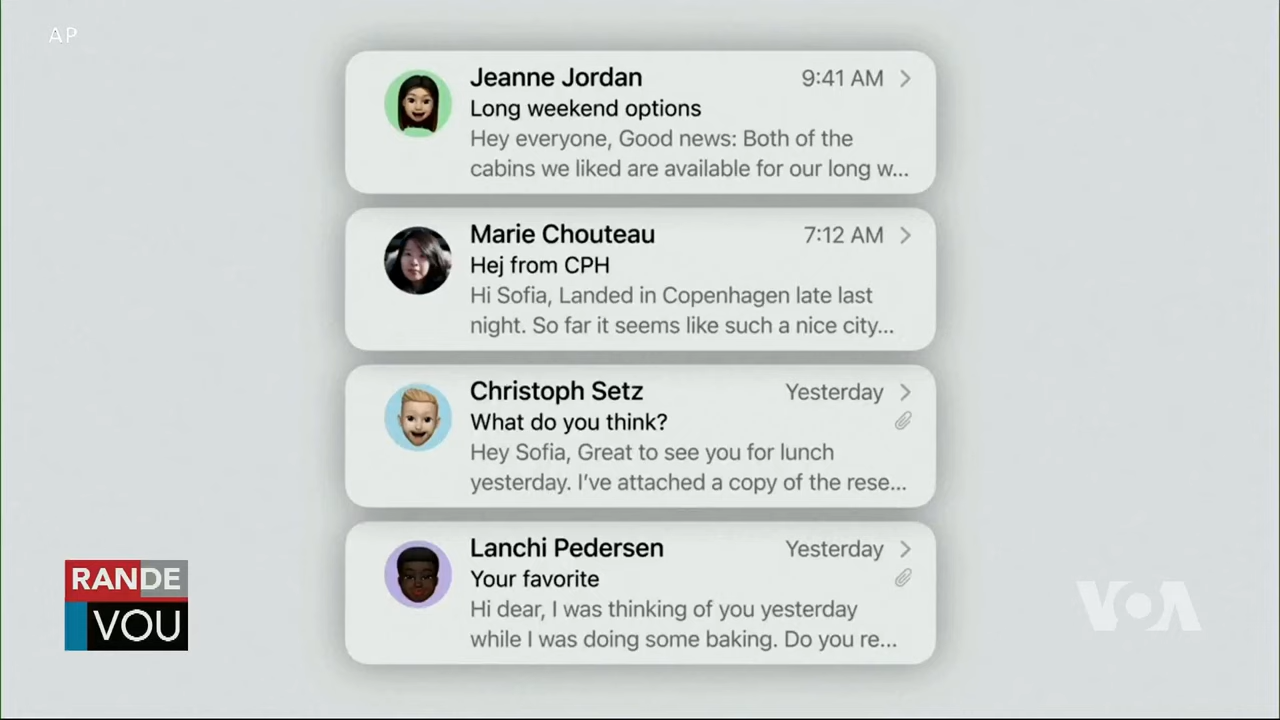 AP
Jeanne Jordan
9:41 AM
Long weekend options
Hey everyone, Good news: Both of the
cabins we liked are available for our long w...
Marie Chouteau
7:12 AM
Hej from CPH
Hi Sofia, Landed in Copenhagen late last
night. So far it seems like such a nice city...
Christoph Setz
Yesterday
What do you think?
Hey Sofia, Great to see you for lunch
yesterday. I've attached a copy of the rese...
Lanchi Pedersen
Yesterday
Your favorite
Hi dear, I was thinking of you yesterday
while I was doing some baking. Do you re...
RANDE
VOU
VOA